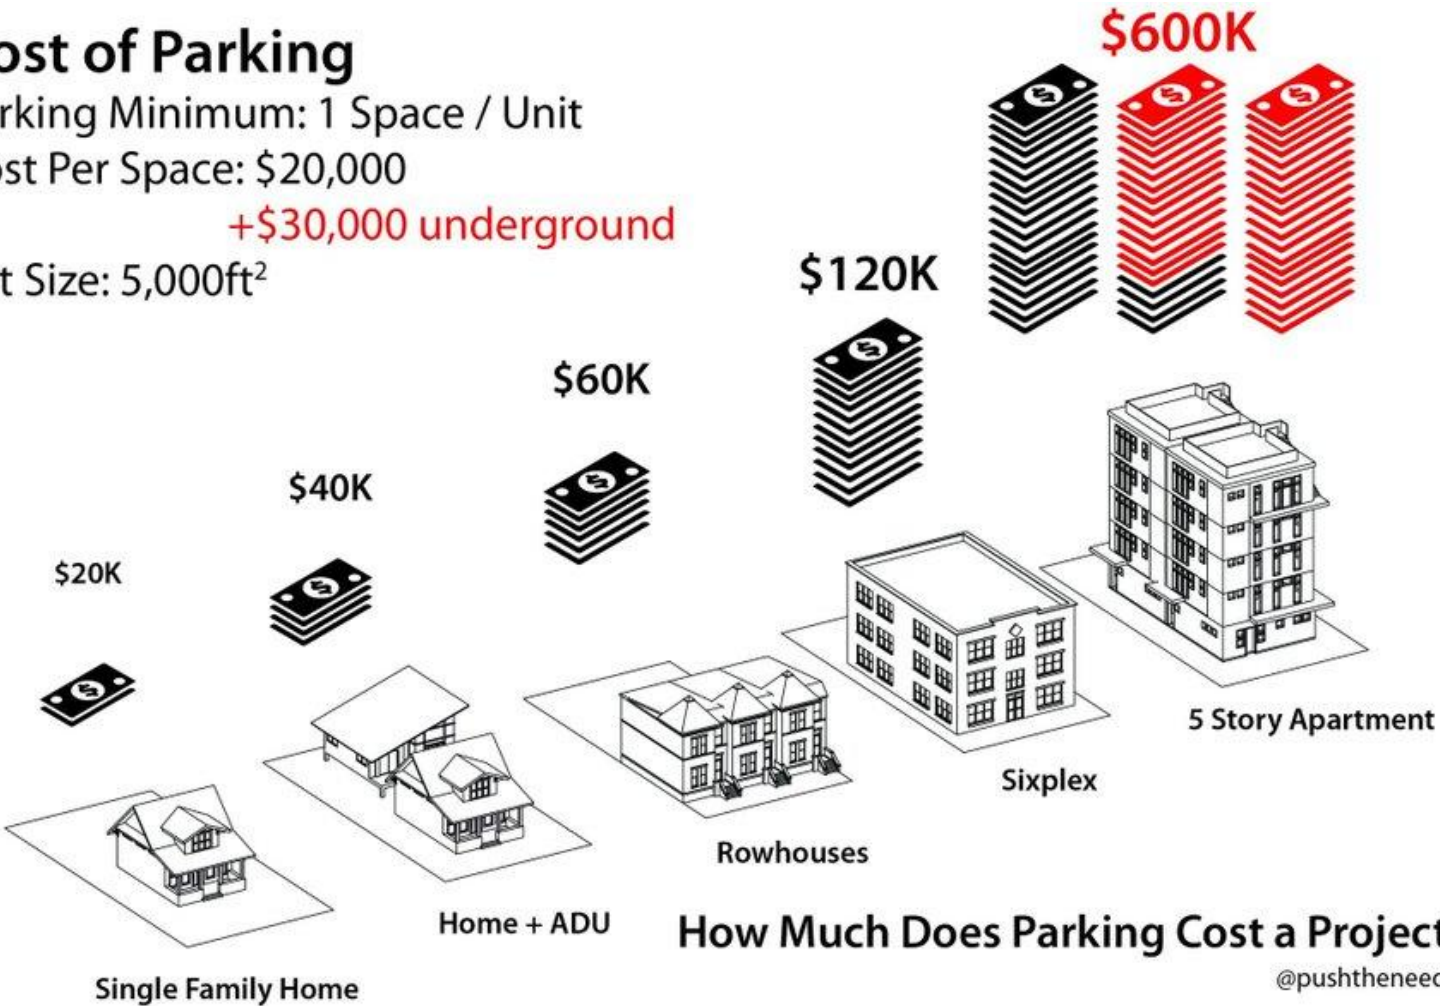 ost of Parking
rking Minimum: 1 Space / Unit
ost Per Space: $20,000
+$30,000 underground
t Size: 5,000ft²
$600K
$120K
$60K
$40K
$20K
5 Story Apartment
Sixplex
Rowhouses
Home + ADU
Single Family Home
How Much Does Parking Cost a Project
@pushtheneed